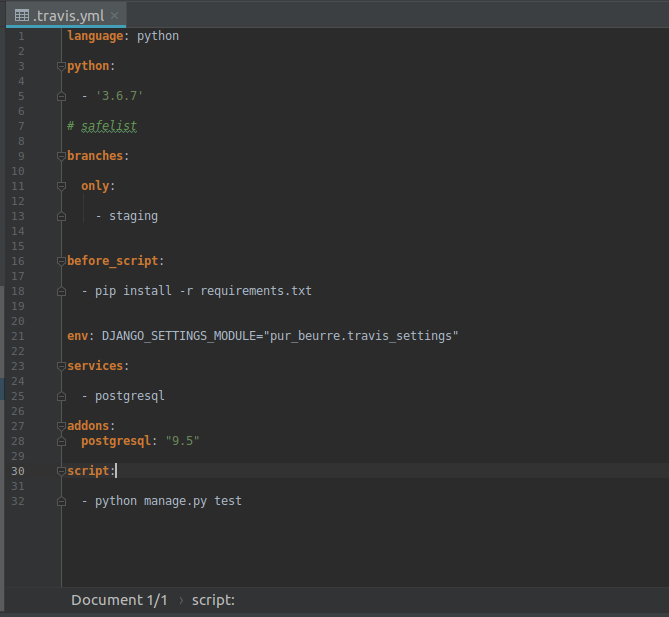 .travis.yml
1 language: python
2
3 python:
4
5   - '3.6.7'
6
7 # safelist
8
9 branches:
10
11   only:
12
13     - staging
14
15
16 before_script:
17
18   - pip install -r requirements.txt
19
20
21 env: DJANGO_SETTINGS_MODULE="pur_beurre.travis_settings"
22
23 services:
24
25   - postgresql
26
27 addons:
28   postgresql: "9.5"
29
30 script:
31
32   - python manage.py test
Document 1/1 › script: